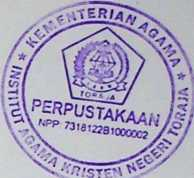 KEMENTERIAN AGAMA
TORAJA
PERPUSTAKAAN
NPP 7318122B1000002
INSTITUT AGAMA KRISTEN NEGERI TORAJA